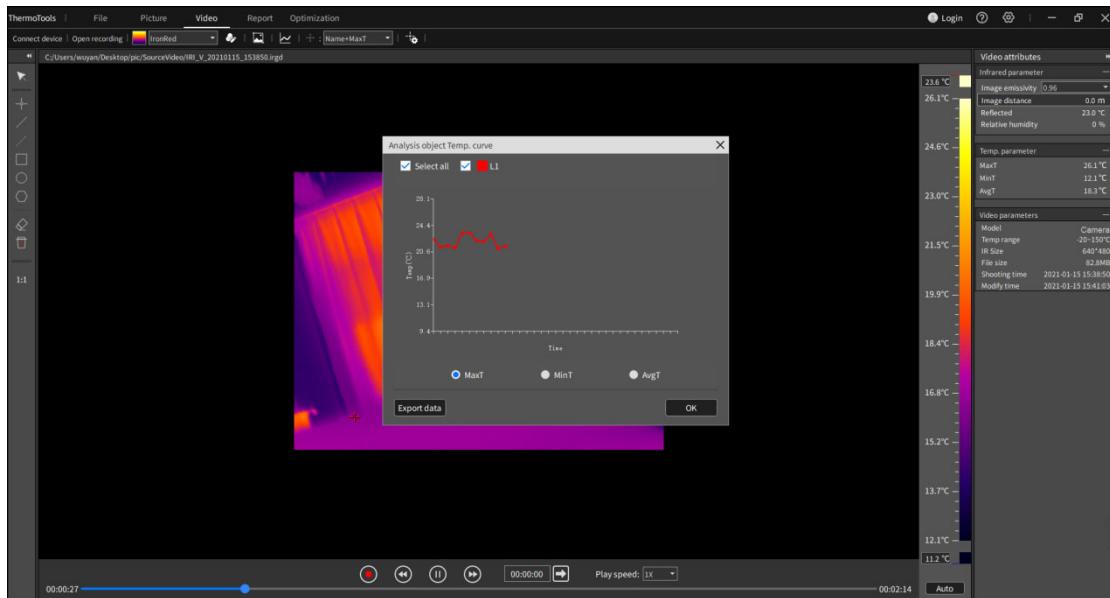 ThermoTools File Picture Video Report Optimization Login
Connect device Open recording IronRed Name+MaxT
C:/Users/wuyan/Desktop/pic/SourceVideo/IRI_V_20210115_153850.irgd
1:1
Analysis object Temp. curve
Select all L1
28.1
24.4
20.6
16.9
13.1
9.4
Temp(℃)
Time
MaxT MinT AvgT
Export data OK
23.6 ℃
26.1℃
24.6℃
23.0℃
21.5℃
19.9℃
18.4℃
16.8℃
15.2℃
13.7℃
12.1℃
11.2 ℃
Auto
Video attributes
Infrared parameter
Image emissivity 0.96
Image distance 0.0 m
Reflected 23.0 ℃
Relative humidity 0 %
Temp. parameter
MaxT 26.1℃
MinT 12.1℃
AvgT 18.3℃
Video parameters
Model Camera
Temp range -20~150℃
IR Size 640*480
File size 82.8MB
Shooting time 2021-01-15 15:38:50
Modify time 2021-01-15 15:41:03
00:00:00 Play speed: 1X
00:00:27 00:02:14